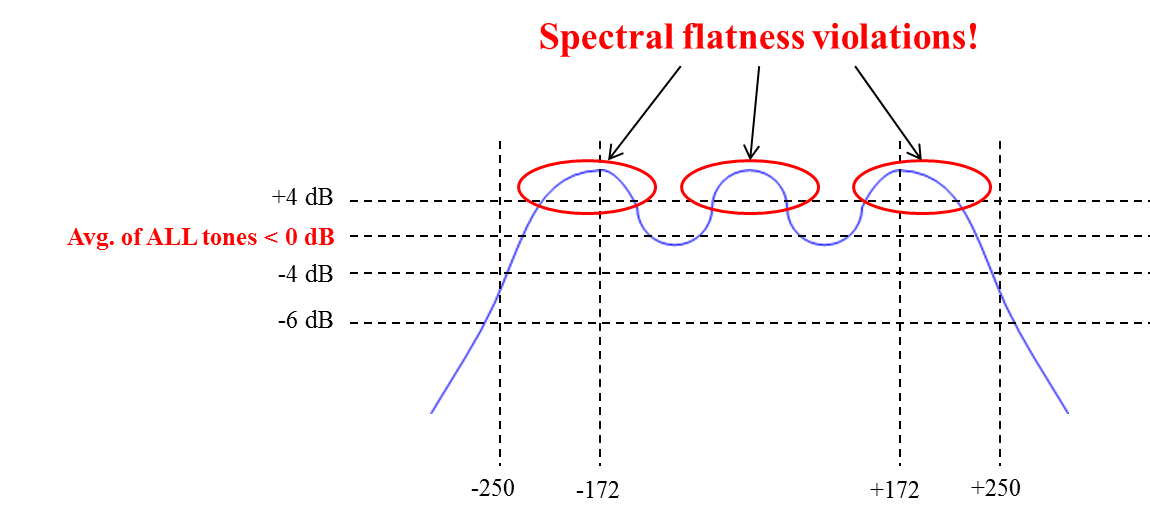 Spectral flatness violations!
+4 dB
Avg. of ALL tones < 0 dB
-4 dB
-6 dB
-250
-172
+172
+250